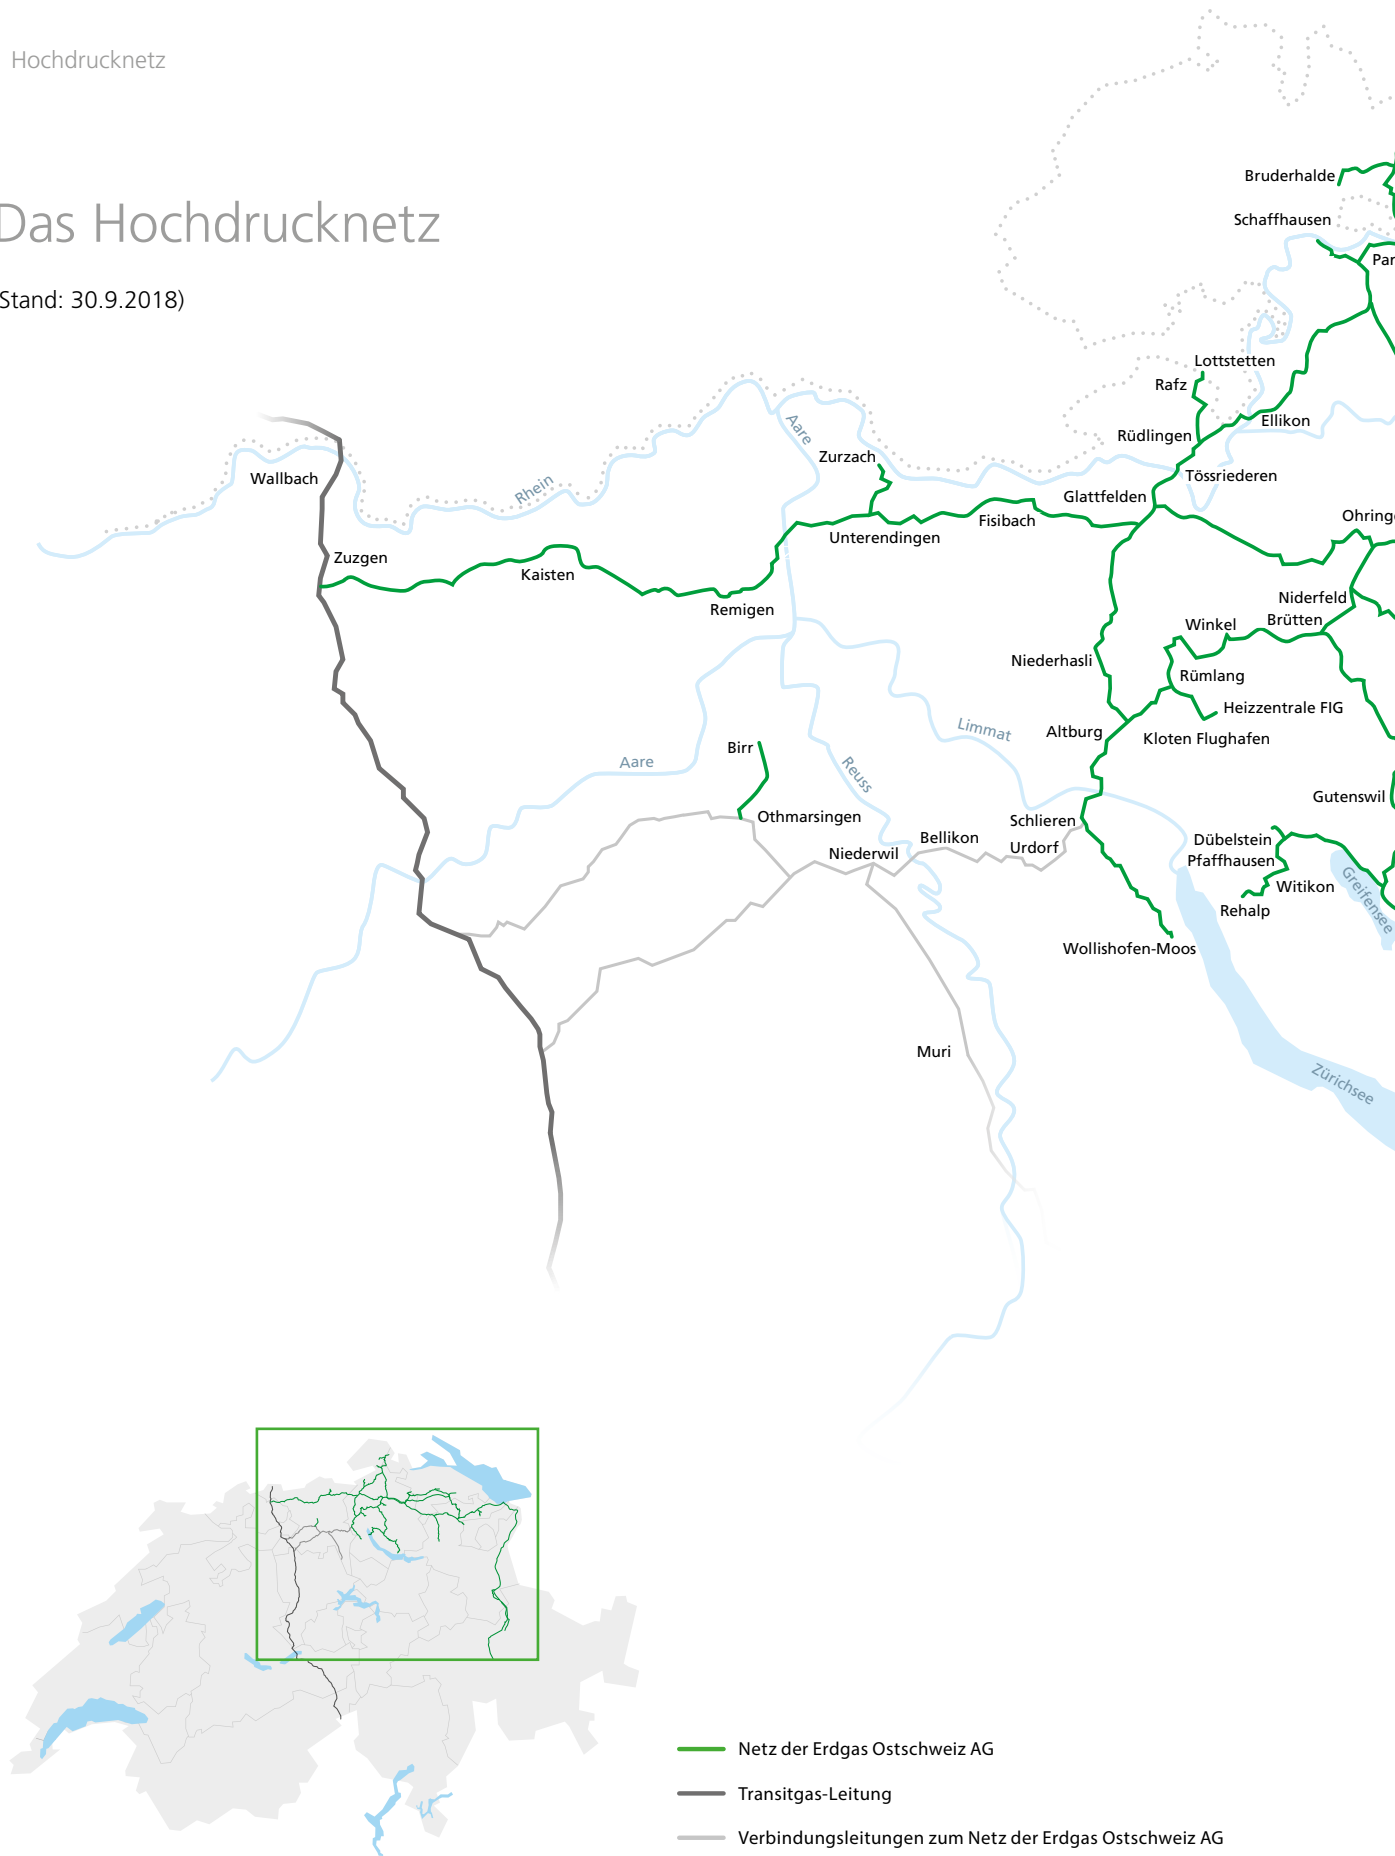 Hochdrucknetz
Das Hochdrucknetz
Stand: 30.9.2018)
Bruderhalde
Schaffhausen
Par
Lottstetten
Rafz
Ellikon
Rüdlingen
Aare
Zurzach
Tössriederen
Wallbach
Rhein
Glattfelden
Fisibach
Ohring
Unterendingen
Zuzgen
Kaisten
Niderfeld
Remigen
Brütten
Winkel
Niederhasli
Rümlang
Heizzentrale FIG
Limmat
Altburg
Kloten Flughafen
Birr
Aare
Reuss
Gutenswil
Othmarsingen
Schlieren
Bellikon
Dübelstein
Urdorf
Niederwil
Pfaffhausen
Witikon
Greifensee
Rehalp
Wollishofen-Moos
Muri
Zürichsee
Netz der Erdgas Ostschweiz AG
Transitgas-Leitung
Verbindungsleitungen zum Netz der Erdgas Ostschweiz AG